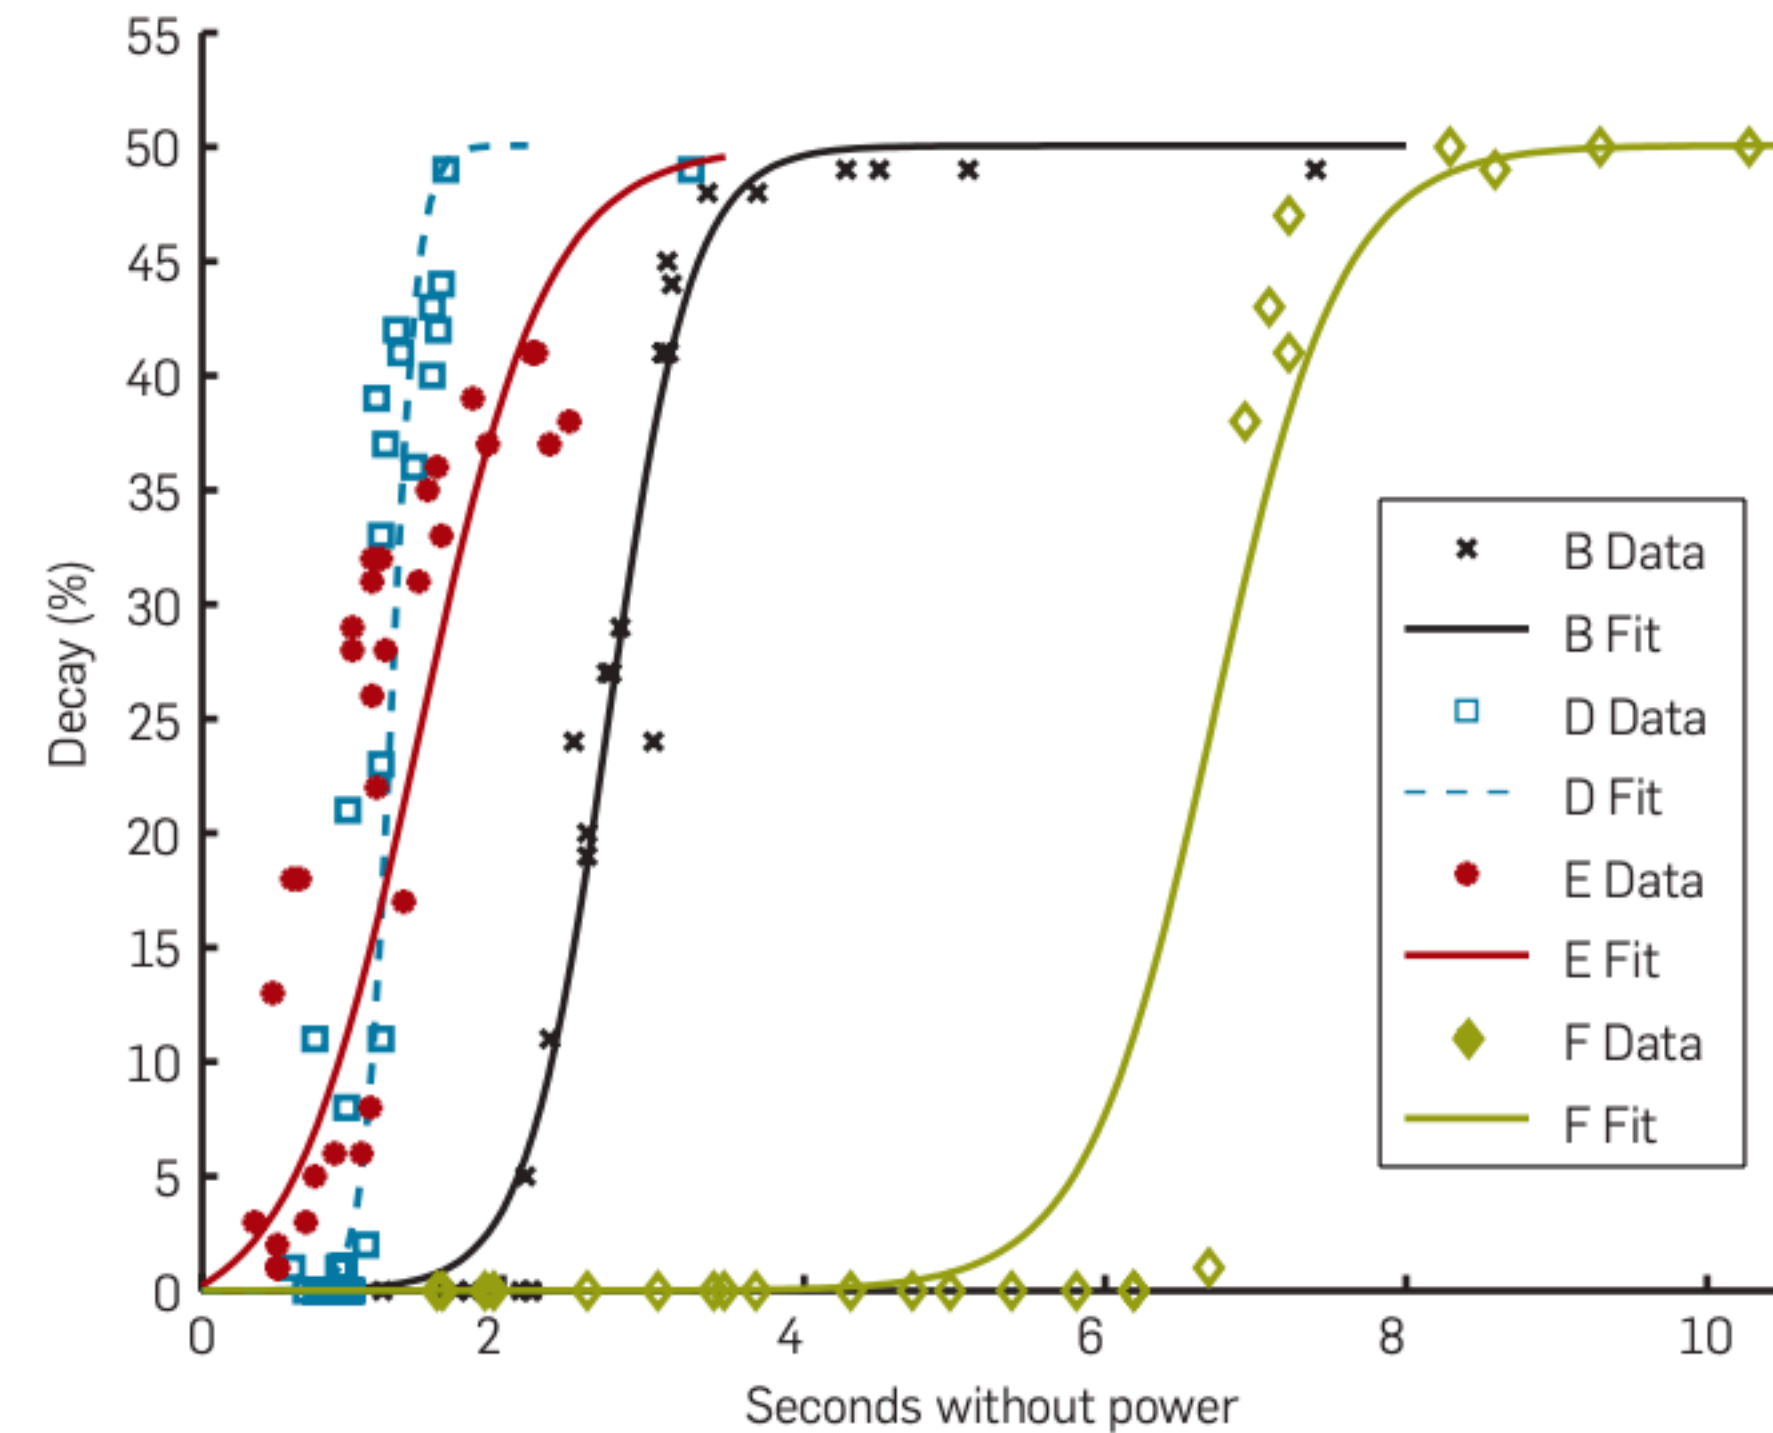 55
50
45
40
35
30
25
20
15
10
5
0
Decay (%)
0 2 4 6 8 10
Seconds without power
B Data
B Fit
D Data
D Fit
E Data
E Fit
F Data
F Fit